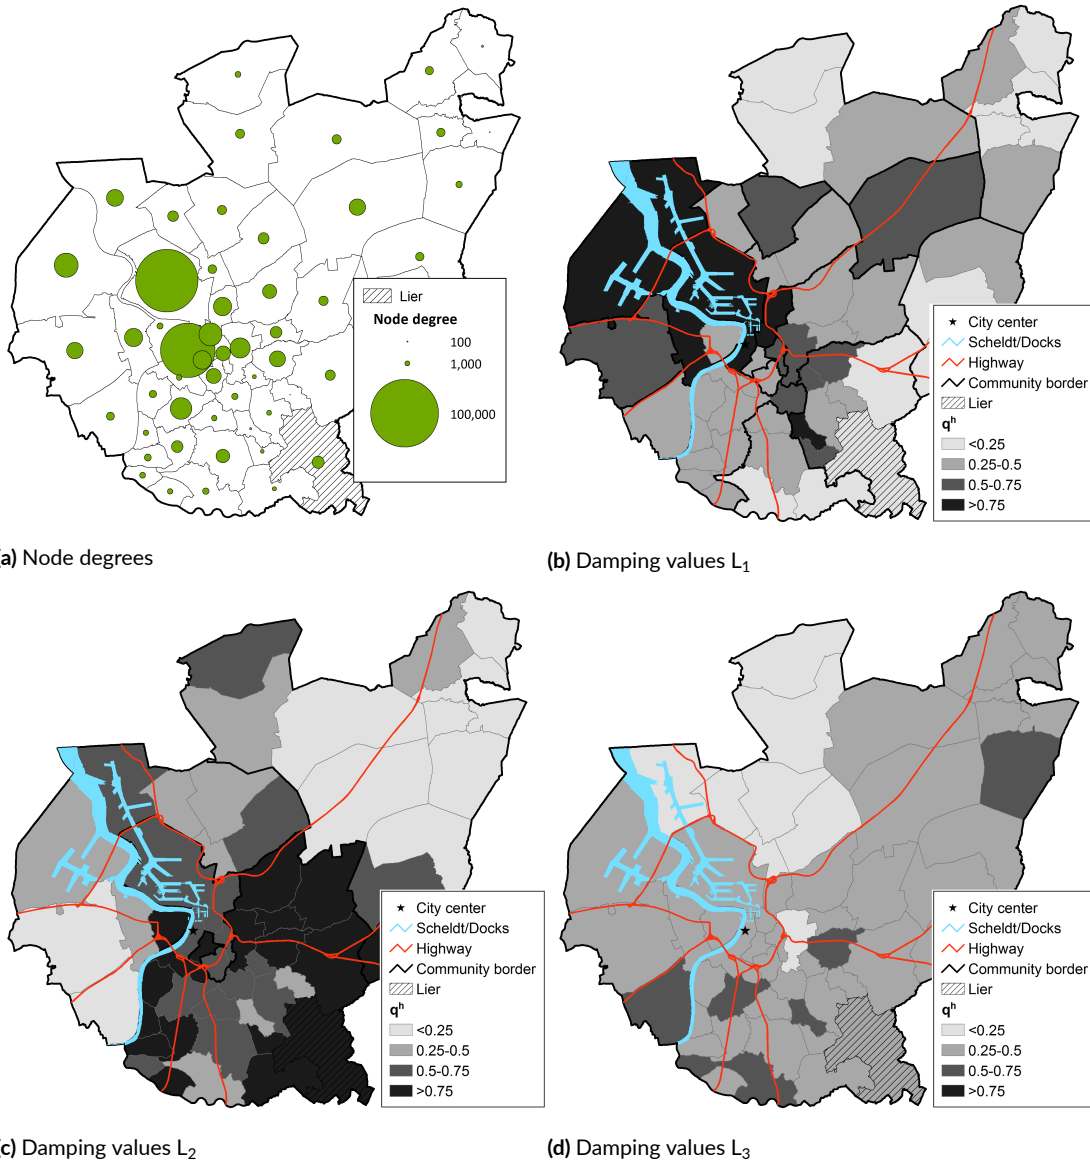 Lier
Node degree
100
1,000
100,000
(a) Node degrees
City center
Scheldt/Docks
Highway
Community border
Lier
qʰ
<0.25
0.25-0.5
0.5-0.75
>0.75
(b) Damping values L₁
City center
Scheldt/Docks
Highway
Community border
Lier
qʰ
<0.25
0.25-0.5
0.5-0.75
>0.75
(c) Damping values L₂
City center
Scheldt/Docks
Highway
Community border
Lier
qʰ
<0.25
0.25-0.5
0.5-0.75
>0.75
(d) Damping values L₃